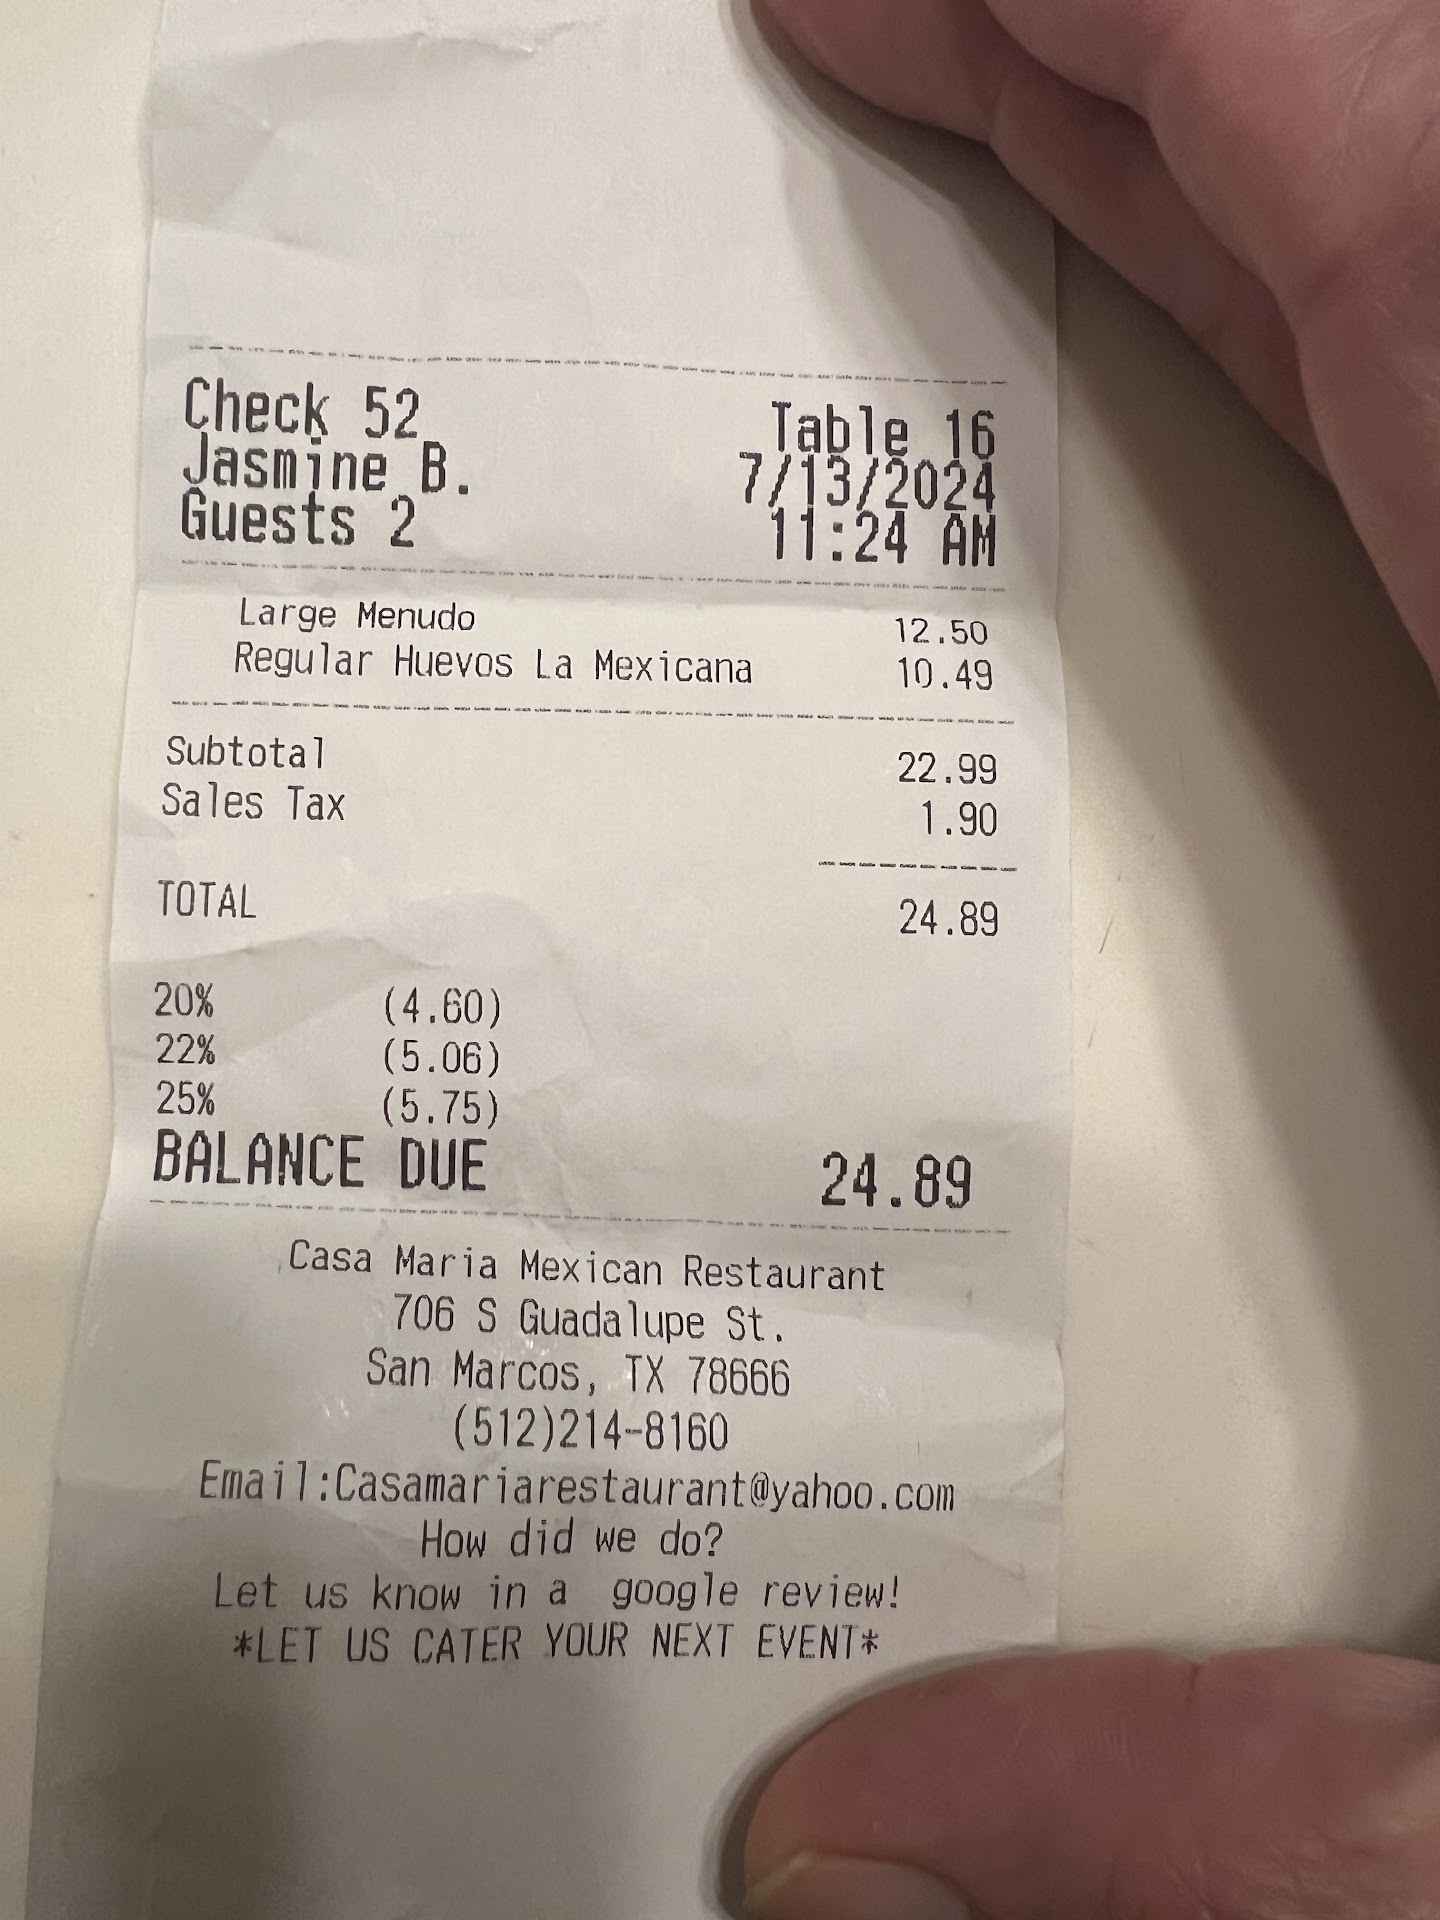 Check 52 Table 16
Jasmine B. 7/13/2024
Guests 2 11:24 AM
Large Menudo 12.50
Regular Huevos La Mexicana 10.49
Subtotal 22.99
Sales Tax 1.90
TOTAL 24.89
20% (4.60)
22% (5.06)
25% (5.75)
BALANCE DUE 24.89
Casa Maria Mexican Restaurant
706 S Guadalupe St.
San Marcos, TX 78666
(512)214-8160
Email:Casamariarestaurant@yahoo.com
How did we do?
Let us know in a google review!
*LET US CATER YOUR NEXT EVENT*